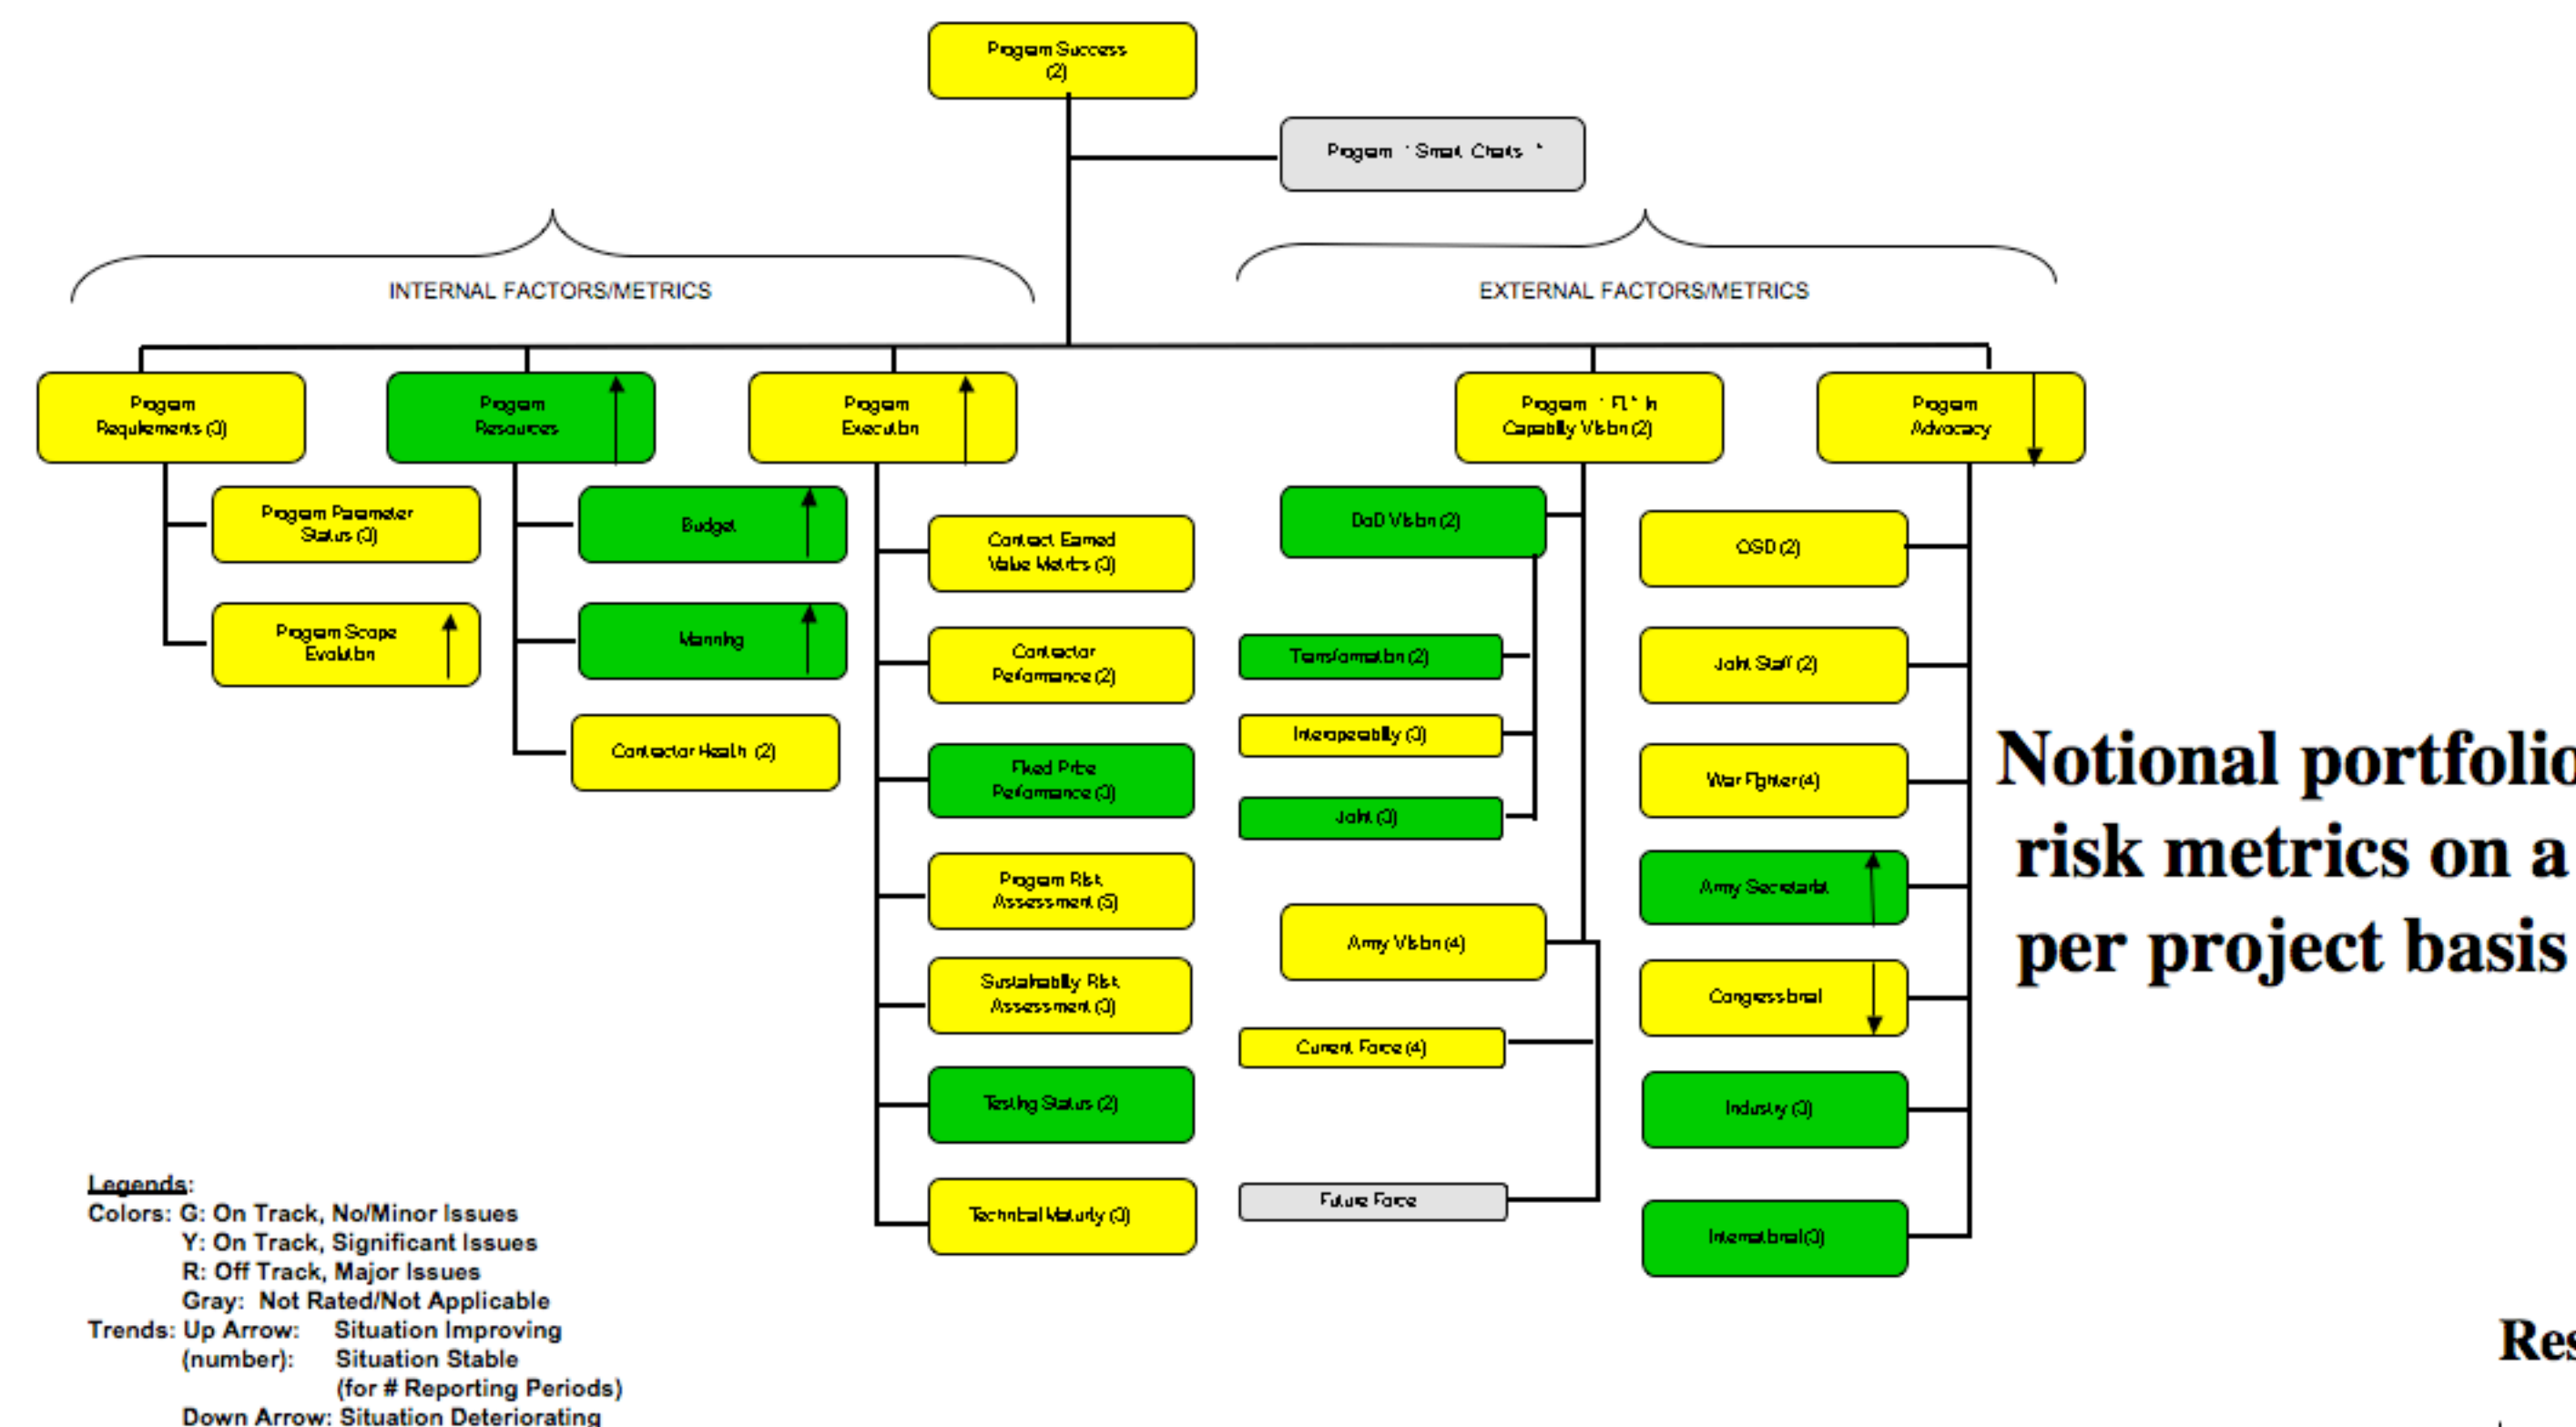 Program Success
(2)
Program " Smart Charts "
INTERNAL FACTORS/METRICS
EXTERNAL FACTORS/METRICS
Program
Requirements (3)
Program
Resources
Program
Execution
Program " Fit " in
Capability Vision (2)
Program
Advocacy
Program Parameter
Status (3)
Program Scope
Evolution
Budget
Manning
Contractor Health (2)
Contract Earned
Value Metrics (3)
Contractor
Performance (2)
Fixed Price
Performance (3)
Program Risk
Assessment (5)
Sustainability Risk
Assessment (3)
Testing Status (2)
Technical Maturity (3)
DoD Vision (2)
Transformation (2)
Interoperability (3)
Joint (3)
Army Vision (4)
Current Force (4)
Future Force
OSD (2)
Joint Staff (2)
War Fighter (4)
Army Secretariat
Congressional
Industry (3)
International (3)
Notional portfolio
risk metrics on a
per project basis
Legends:
Colors: G: On Track, No/Minor Issues
Y: On Track, Significant Issues
R: Off Track, Major Issues
Gray: Not Rated/Not Applicable
Trends: Up Arrow: Situation Improving
(number): Situation Stable
(for # Reporting Periods)
Down Arrow: Situation Deteriorating
Res